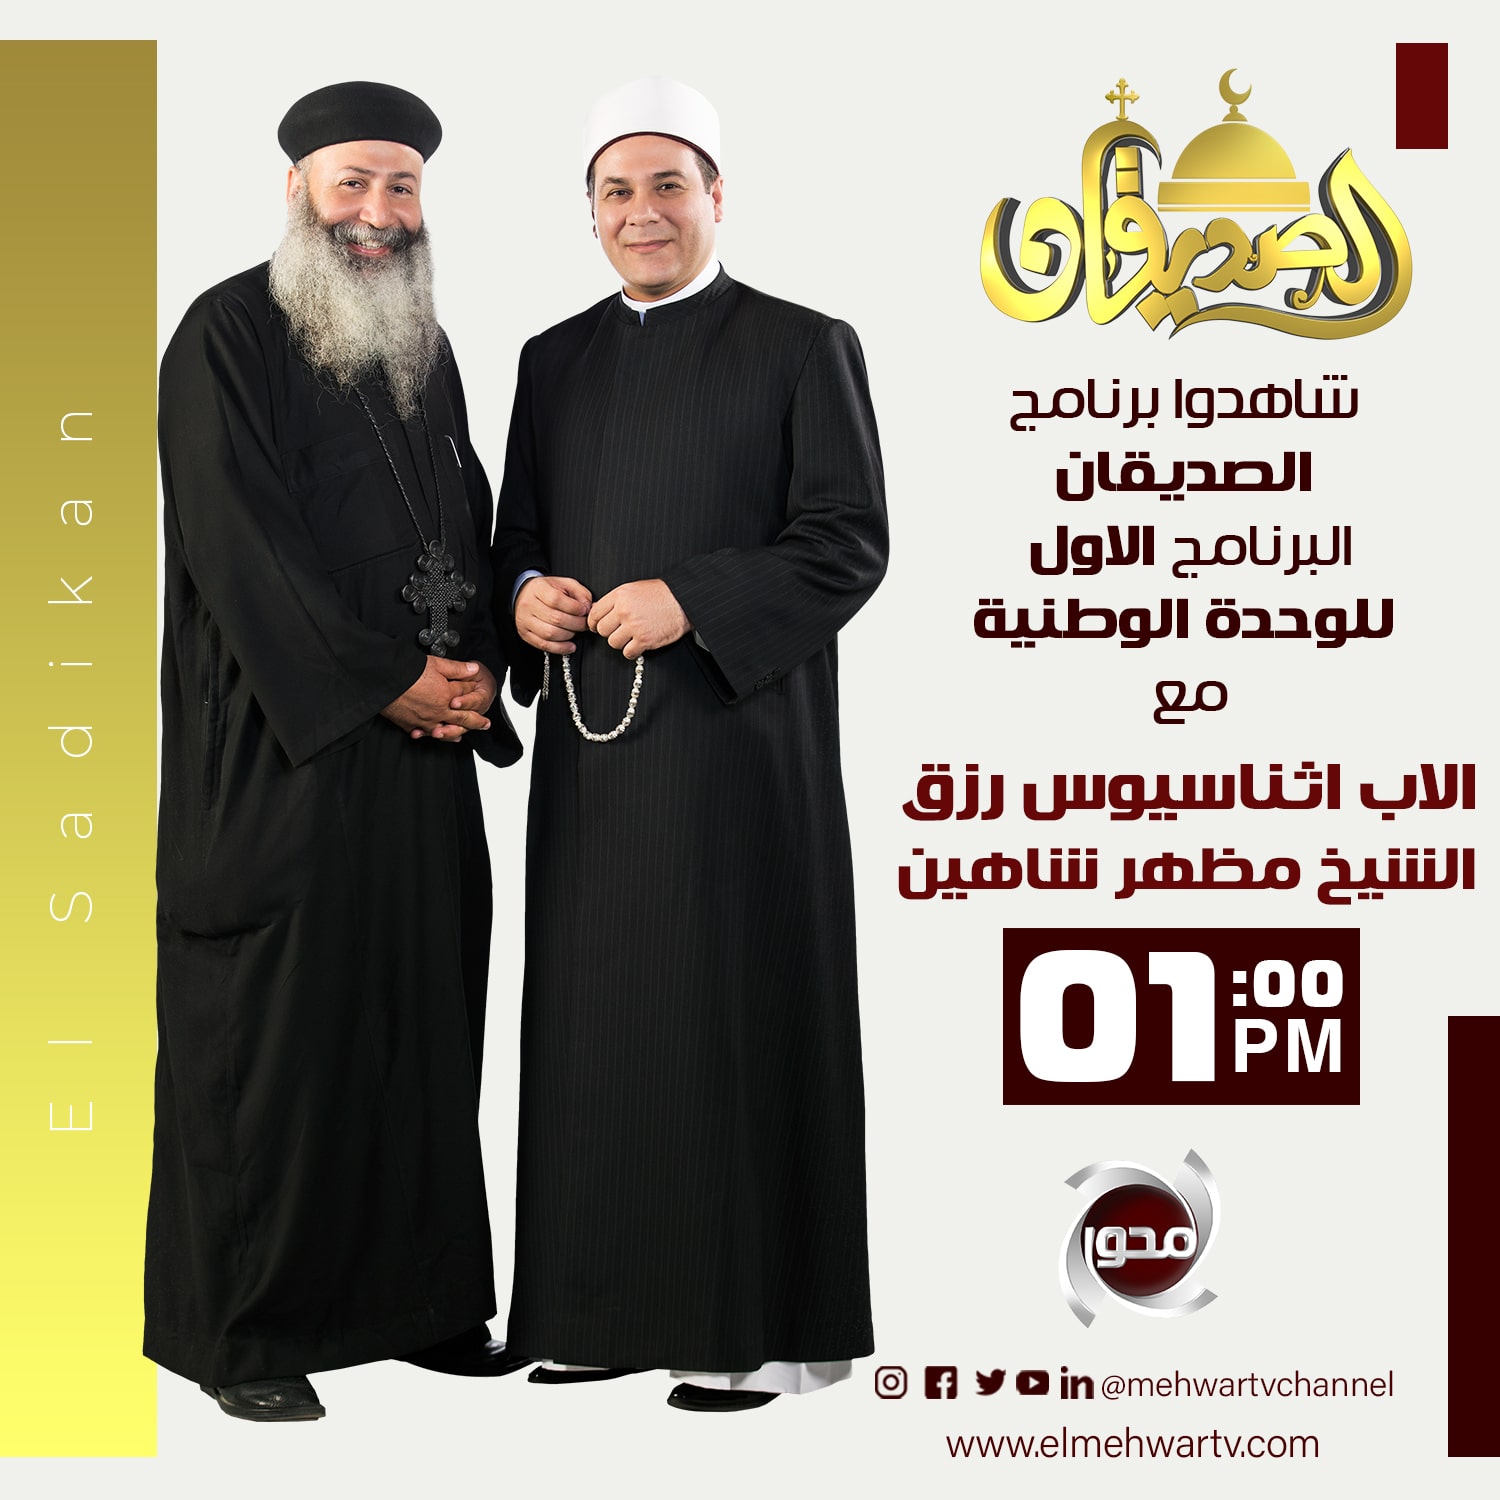 El Sadikan
الصديقان
شاهدوا برنامج
الصديقان
البرنامج الاول
للوحدة الوطنية
مع
الاب اثناسيوس رزق
الشيخ مظهر شاهين
01:00 PM
محور
@mehwartvchannel
www.elmehwartv.com